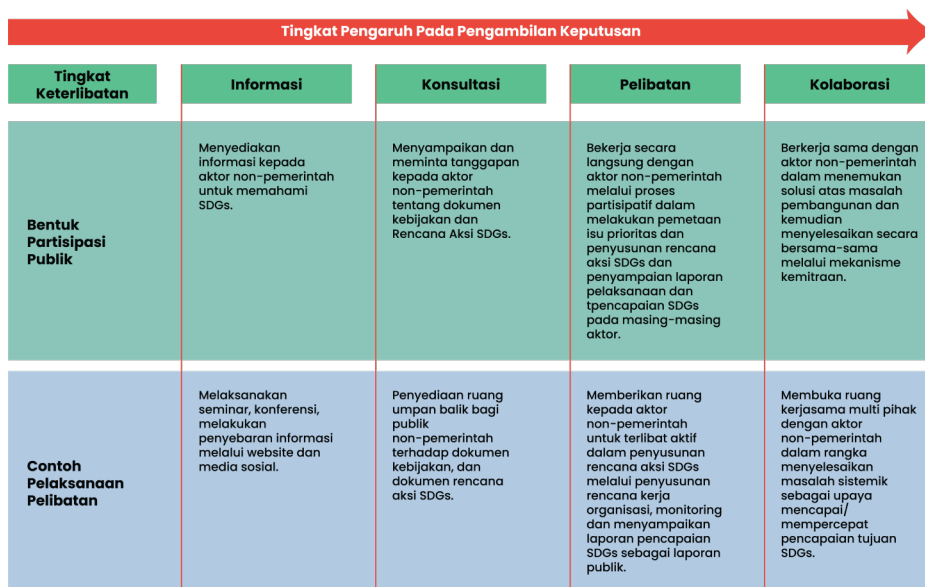 Tingkat Pengaruh Pada Pengambilan Keputusan
Tingkat
Keterlibatan
Informasi
Konsultasi
Pelibatan
Kolaborasi
Bentuk
Partisipasi
Publik
Menyediakan
informasi kepada
aktor non-pemerintah
untuk memahami
SDGs.
Menyampaikan dan
meminta tanggapan
kepada aktor
non-pemerintah
tentang dokumen
kebijakan dan
Rencana Aksi SDGs.
Bekerja secara
langsung dengan
aktor non-pemerintah
melalui proses
partisipatif dalam
melakukan pemetaan
isu prioritas dan
penyusunan rencana
aksi SDGs dan
penyampaian laporan
pelaksanaan dan
tpencapaian SDGs
pada masing-masing
aktor.
Berkerja sama dengan
aktor non-pemerintah
dalam menemukan
solusi atas masalah
pembangunan dan
kemudian
menyelesaikan secara
bersama-sama
melalui mekanisme
kemitraan.
Contoh
Pelaksanaan
Pelibatan
Melaksanakan
seminar, konferensi,
melakukan
penyebaran informasi
melalui website dan
media sosial.
Penyediaan ruang
umpan balik bagi
publik
non-pemerintah
terhadap dokumen
kebijakan, dan
dokumen rencana
aksi SDGs.
Memberikan ruang
kepada aktor
non-pemerintah
untuk terlibat aktif
dalam penyusunan
rencana aksi SDGs
melalui penyusunan
rencana kerja
organisasi, monitoring
dan menyampaikan
laporan pencapaian
SDGs sebagai laporan
publik.
Membuka ruang
kerjasama multi pihak
dengan aktor
non-pemerintah
dalam rangka
menyelesaikan
masalah sistemik
sebagai upaya
mencapai/
mempercepat
pencapaian tujuan
SDGs.